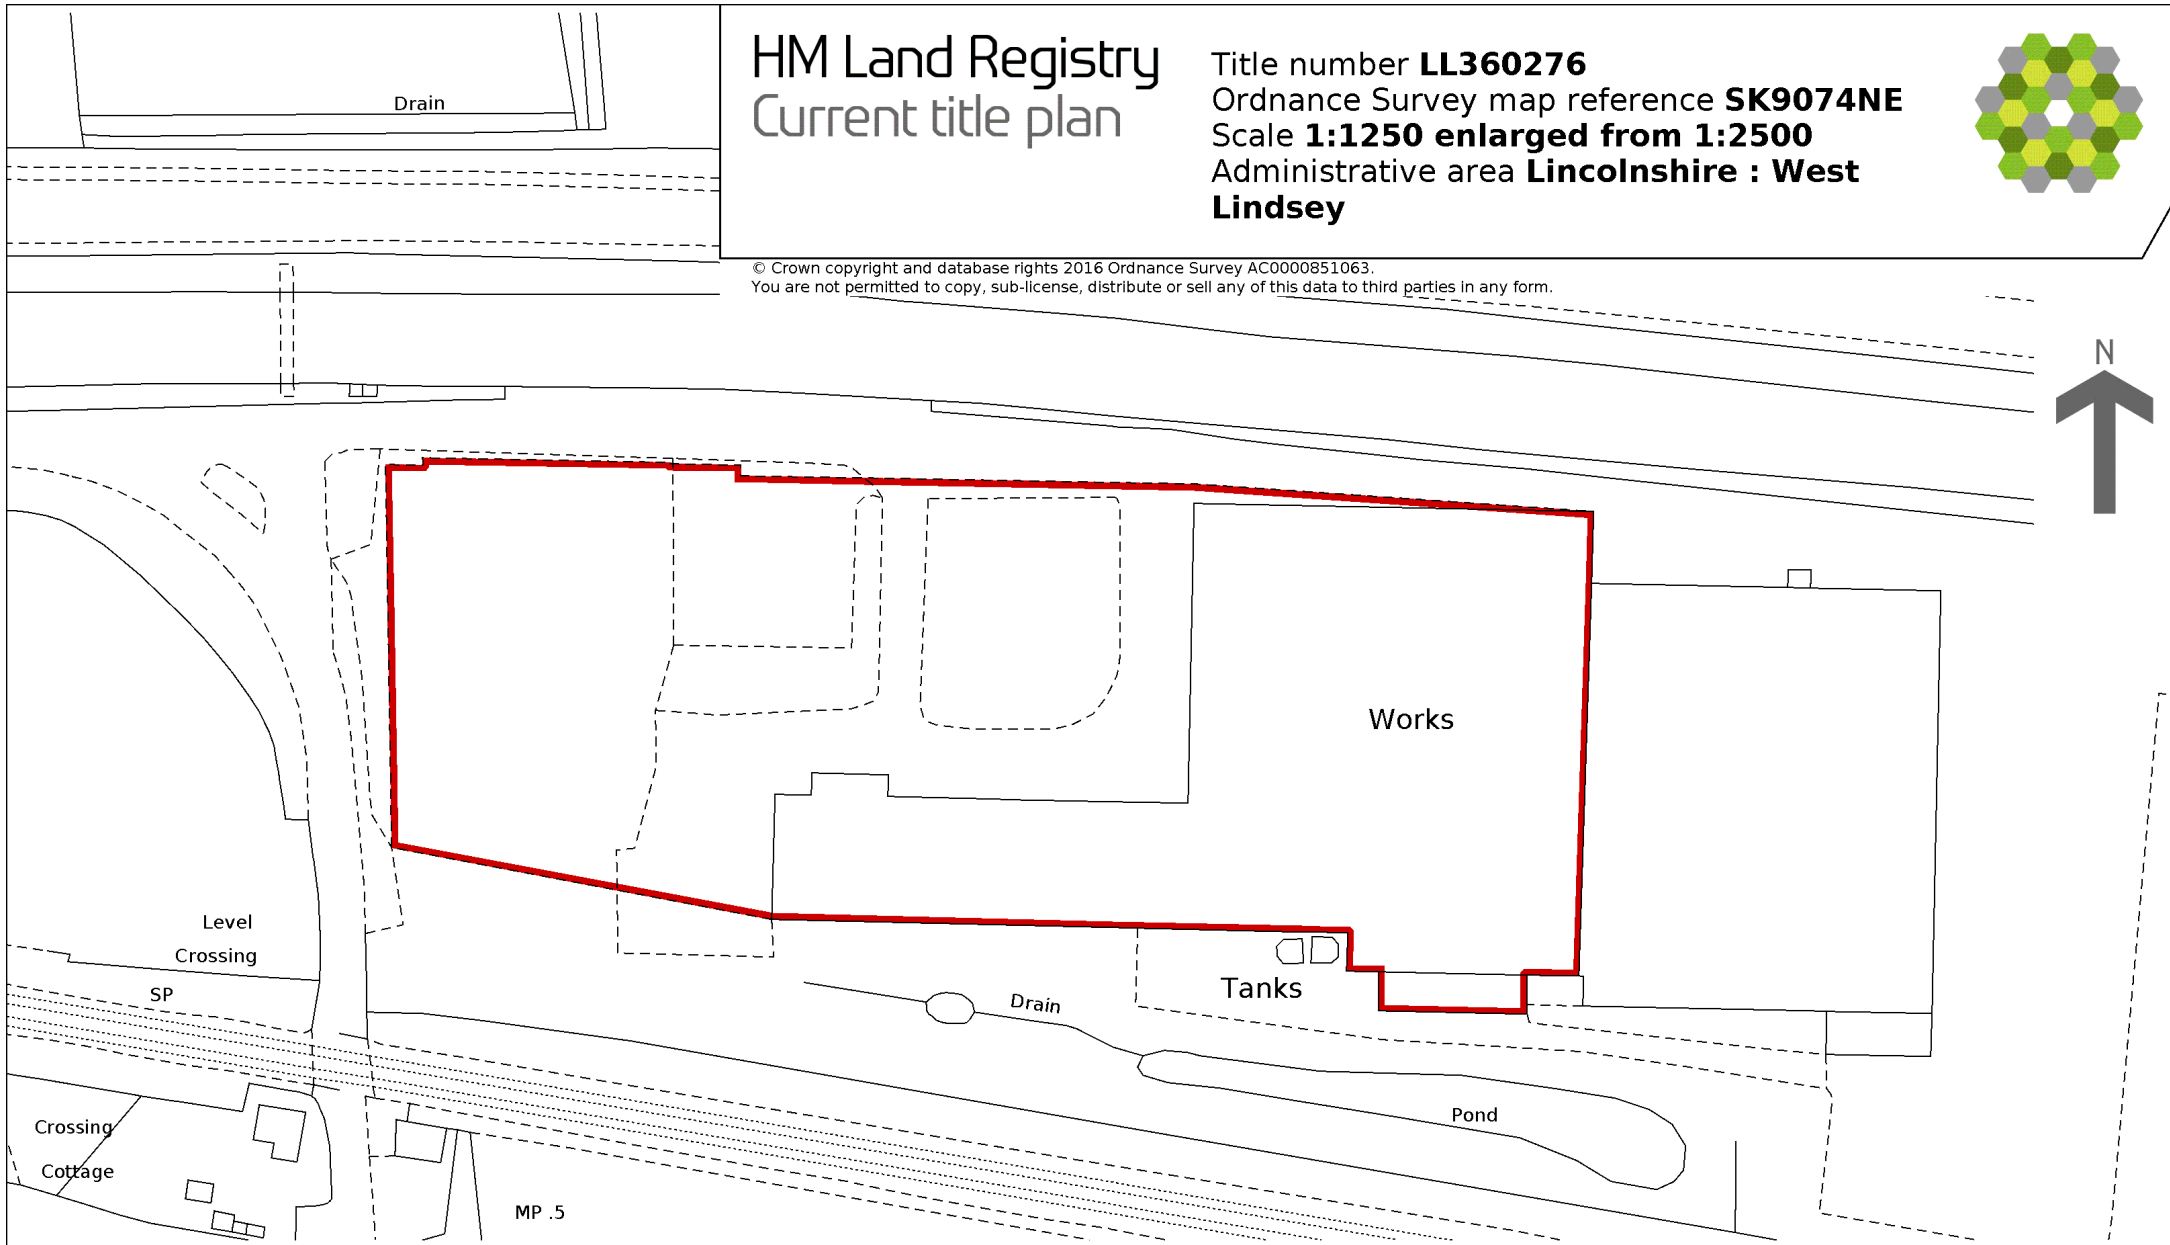 HM Land Registry
Current title plan
Title number LL360276
Ordnance Survey map reference SK9074NE
Scale 1:1250 enlarged from 1:2500
Administrative area Lincolnshire : West
Lindsey
© Crown copyright and database rights 2016 Ordnance Survey AC0000851063.
You are not permitted to copy, sub-license, distribute or sell any of this data to third parties in any form.
Drain
N
Works
Level
Crossing
SP
Tanks
Drain
Pond
Crossing
Cottage
MP .5